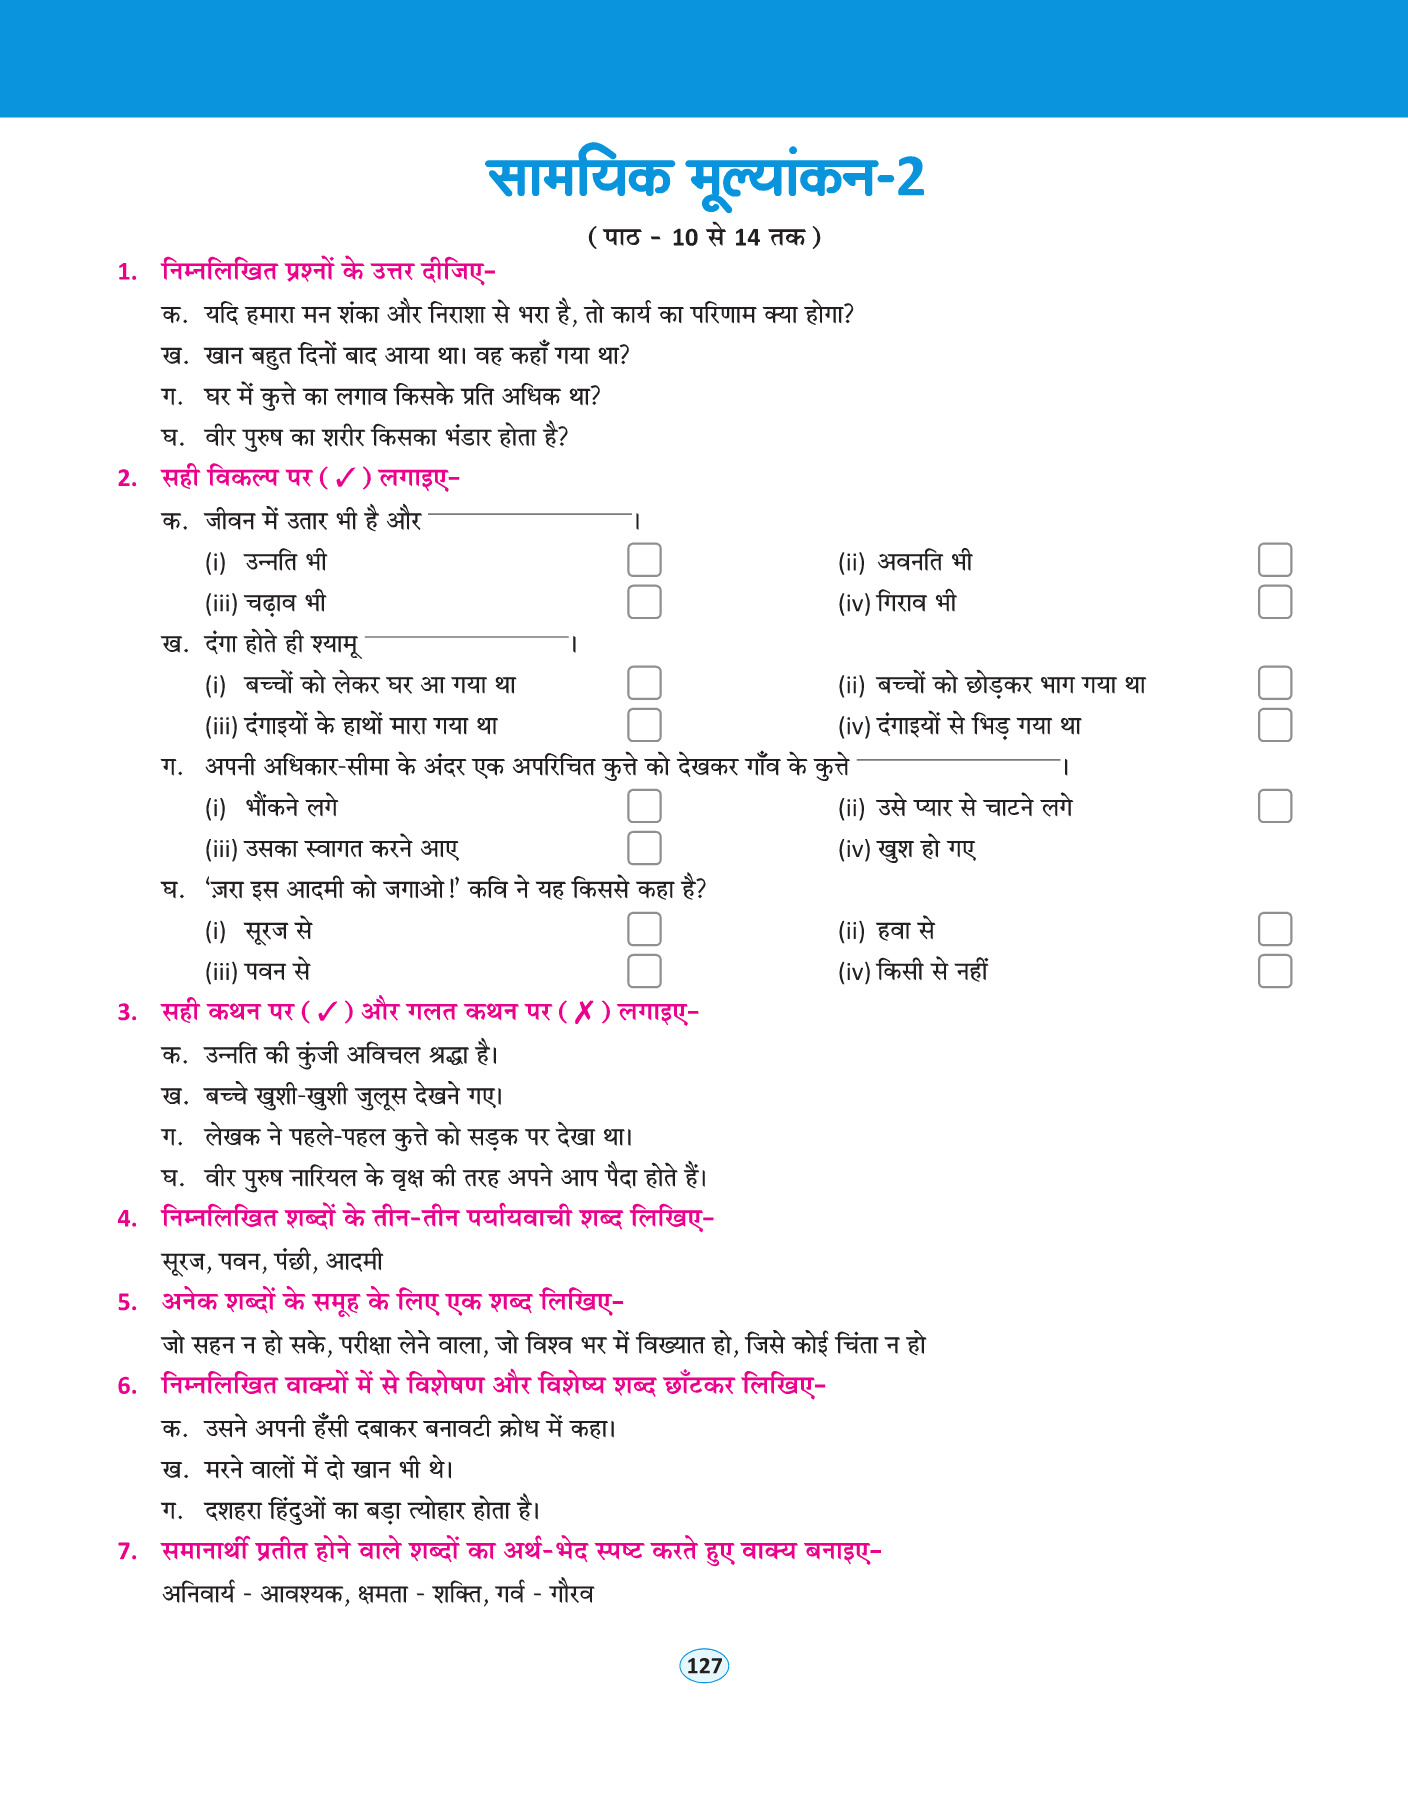 सामयिक मूल्यांकन-2
( पाठ - 10 से 14 तक )
1. निम्नलिखित प्रश्नों के उत्तर दीजिए-
क. यदि हमारा मन शंका और निराशा से भरा है, तो कार्य का परिणाम क्या होगा?
ख. खान बहुत दिनों बाद आया था। वह कहाँ गया था?
ग. घर में कुत्ते का लगाव किसके प्रति अधिक था?
घ. वीर पुरुष का शरीर किसका भंडार होता है?
2. सही विकल्प पर ( ✓ ) लगाइए-
क. जीवन में उतार भी है और ____________ ।
(i) उन्नति भी (ii) अवनति भी
(iii) चढ़ाव भी (iv) गिराव भी
ख. दंगा होते ही श्यामू ____________ ।
(i) बच्चों को लेकर घर आ गया था (ii) बच्चों को छोड़कर भाग गया था
(iii) दंगाइयों के हाथों मारा गया था (iv) दंगाइयों से भिड़ गया था
ग. अपनी अधिकार-सीमा के अंदर एक अपरिचित कुत्ते को देखकर गाँव के कुत्ते ____________ ।
(i) भौंकने लगे (ii) उसे प्यार से चाटने लगे
(iii) उसका स्वागत करने आए (iv) खुश हो गए
घ. ‘ज़रा इस आदमी को जगाओ!’ कवि ने यह किससे कहा है?
(i) सूरज से (ii) हवा से
(iii) पवन से (iv) किसी से नहीं
3. सही कथन पर ( ✓ ) और गलत कथन पर ( ✗ ) लगाइए-
क. उन्नति की कुंजी अविचल श्रद्धा है।
ख. बच्चे खुशी-खुशी जुलूस देखने गए।
ग. लेखक ने पहले-पहल कुत्ते को सड़क पर देखा था।
घ. वीर पुरुष नारियल के वृक्ष की तरह अपने आप पैदा होते हैं।
4. निम्नलिखित शब्दों के तीन-तीन पर्यायवाची शब्द लिखिए-
सूरज, पवन, पंछी, आदमी
5. अनेक शब्दों के समूह के लिए एक शब्द लिखिए-
जो सहन न हो सके, परीक्षा लेने वाला, जो विश्व भर में विख्यात हो, जिसे कोई चिंता न हो
6. निम्नलिखित वाक्यों में से विशेषण और विशेष्य शब्द छाँटकर लिखिए-
क. उसने अपनी हँसी दबाकर बनावटी क्रोध में कहा।
ख. मरने वालों में दो खान भी थे।
ग. दशहरा हिंदुओं का बड़ा त्योहार होता है।
7. समानार्थी प्रतीत होने वाले शब्दों का अर्थ-भेद स्पष्ट करते हुए वाक्य बनाइए-
अनिवार्य - आवश्यक, क्षमता - शक्ति, गर्व - गौरव
127